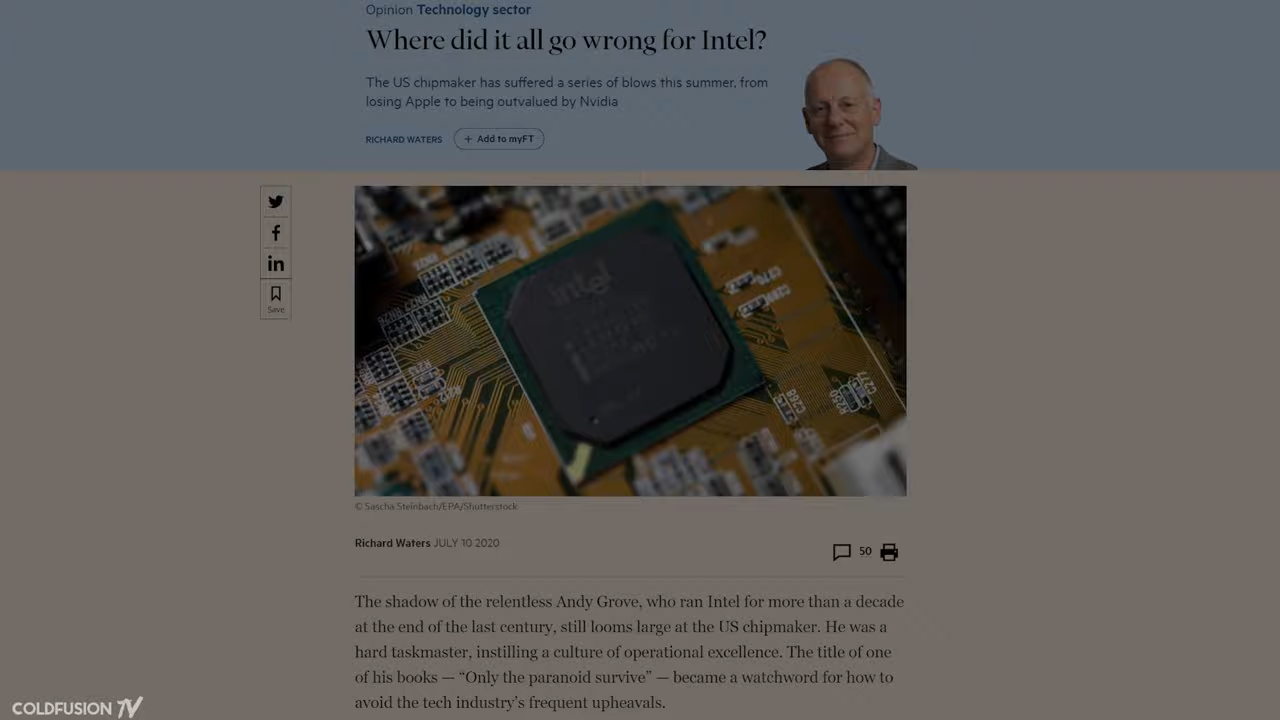 Opinion Technology sector
Where did it all go wrong for Intel?
The US chipmaker has suffered a series of blows this summer, from
losing Apple to being outvalued by Nvidia
RICHARD WATERS
+ Add to myFT
Save
intel
© Sascha Steinbach/EPA/Shutterstock
Richard Waters JULY 10 2020
50
The shadow of the relentless Andy Grove, who ran Intel for more than a decade
at the end of the last century, still looms large at the US chipmaker. He was a
hard taskmaster, instilling a culture of operational excellence. The title of one
of his books — “Only the paranoid survive” — became a watchword for how to
avoid the tech industry’s frequent upheavals.
COLDFUSION TV